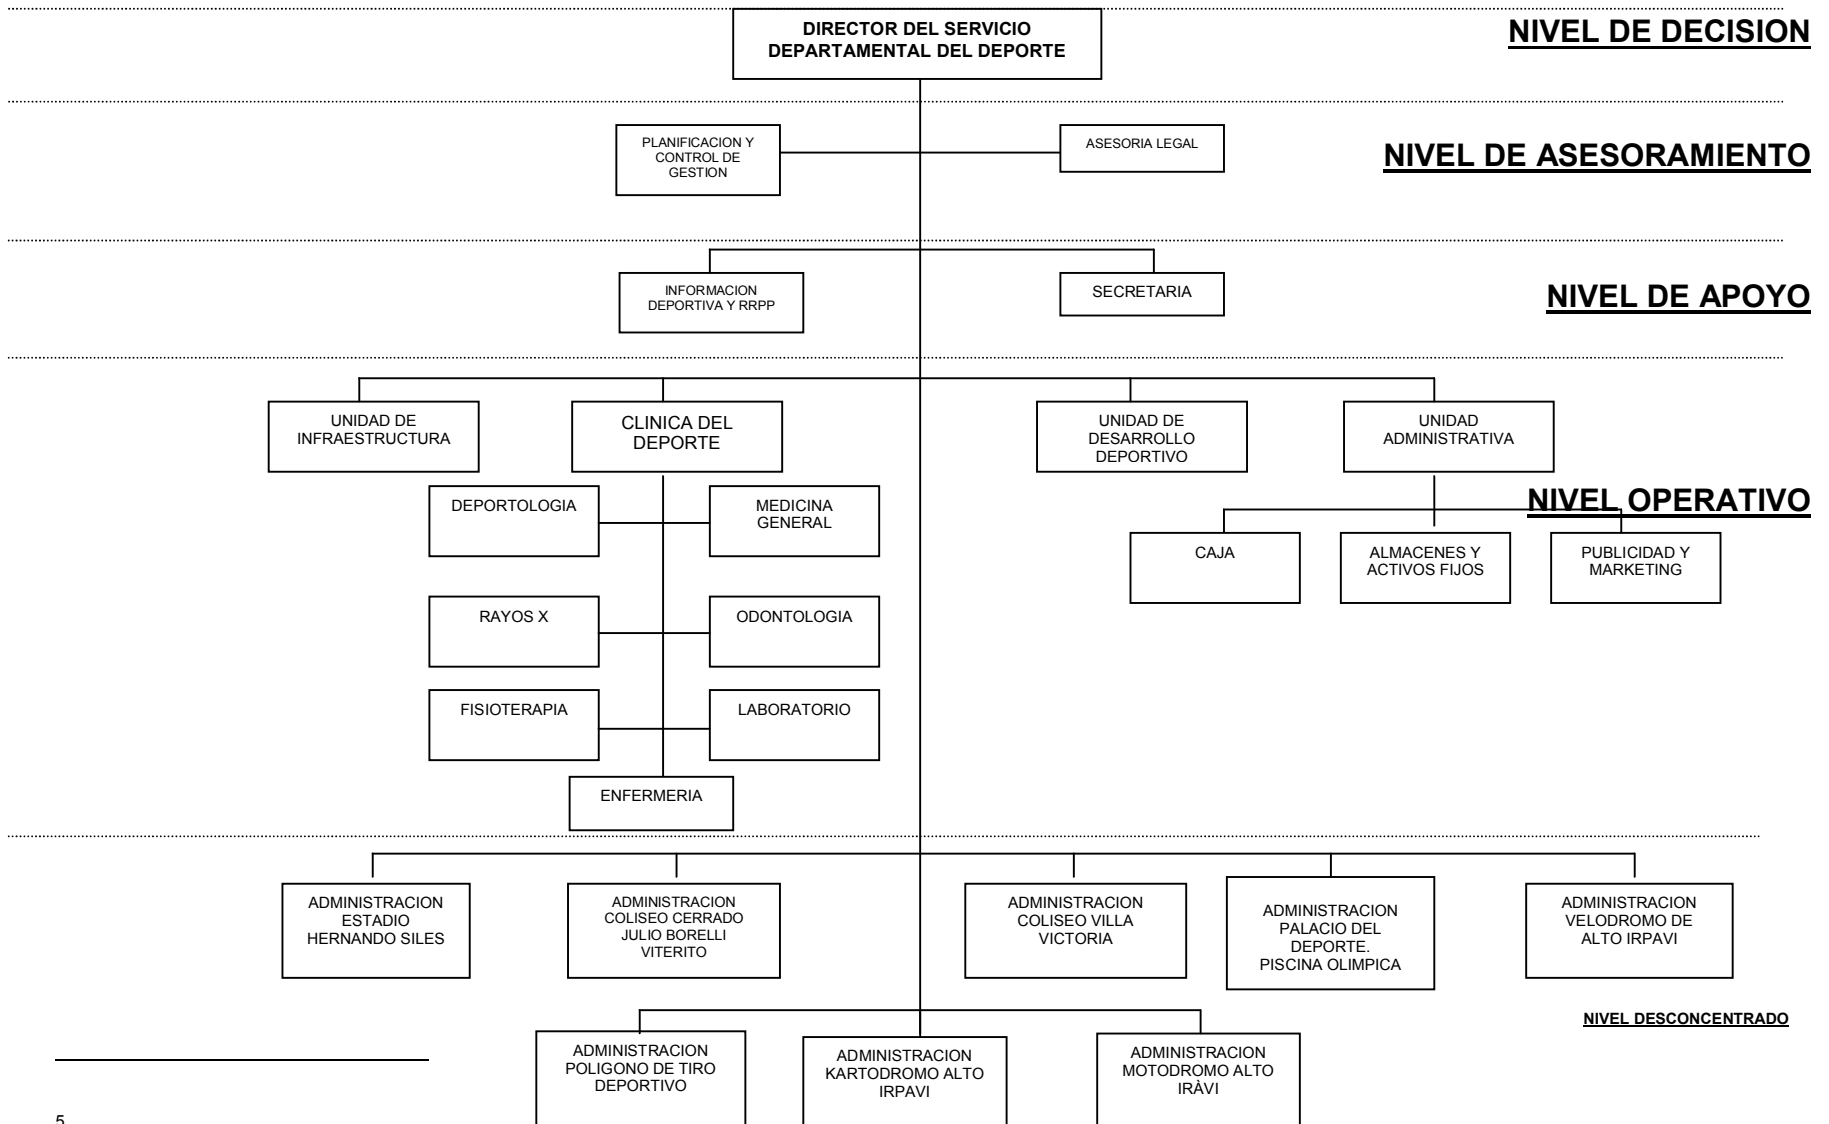 DIRECTOR DEL SERVICIO
DEPARTAMENTAL DEL DEPORTE
NIVEL DE DECISION
PLANIFICACION Y
CONTROL DE
GESTION
ASESORIA LEGAL
NIVEL DE ASESORAMIENTO
INFORMACION
DEPORTIVA Y RRPP
SECRETARIA
NIVEL DE APOYO
UNIDAD DE
INFRAESTRUCTURA
CLINICA DEL
DEPORTE
UNIDAD DE
DESARROLLO
DEPORTIVO
UNIDAD
ADMINISTRATIVA
DEPORTOLOGIA
MEDICINA
GENERAL
NIVEL OPERATIVO
CAJA
ALMACENES Y
ACTIVOS FIJOS
PUBLICIDAD Y
MARKETING
RAYOS X
ODONTOLOGIA
FISIOTERAPIA
LABORATORIO
ENFERMERIA
ADMINISTRACION
ESTADIO
HERNANDO SILES
ADMINISTRACION
COLISEO CERRADO
JULIO BORELLI
VITERITO
ADMINISTRACION
COLISEO VILLA
VICTORIA
ADMINISTRACION
PALACIO DEL
DEPORTE.
PISCINA OLIMPICA
ADMINISTRACION
VELODROMO DE
ALTO IRPAVI
NIVEL DESCONCENTRADO
ADMINISTRACION
POLIGONO DE TIRO
DEPORTIVO
ADMINISTRACION
KARTODROMO ALTO
IRPAVI
ADMINISTRACION
MOTODROMO ALTO
IRÀVI
5